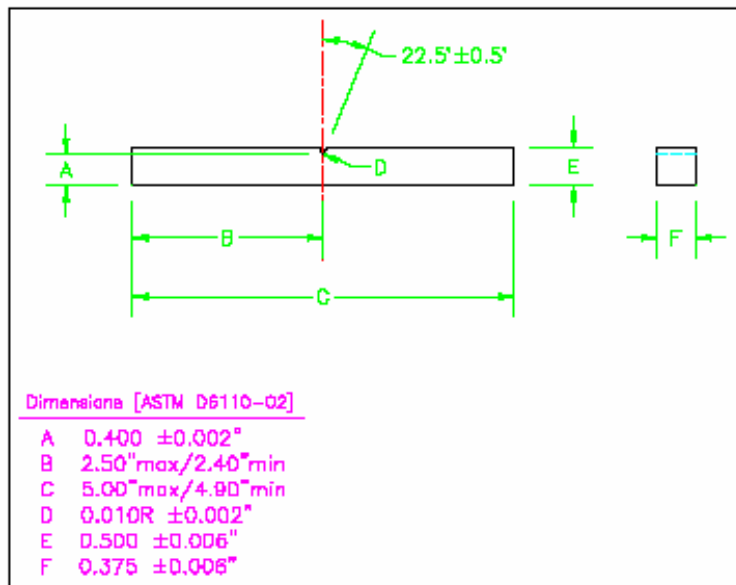 22.5'±0.5'
A
D
E
B
F
C
Dimensions [ASTM D6110-02]
A 0.400 ±0.002"
B 2.50"max/2.40"min
C 5.00"max/4.90"min
D 0.010R ±0.002"
E 0.500 ±0.006"
F 0.375 ±0.006"